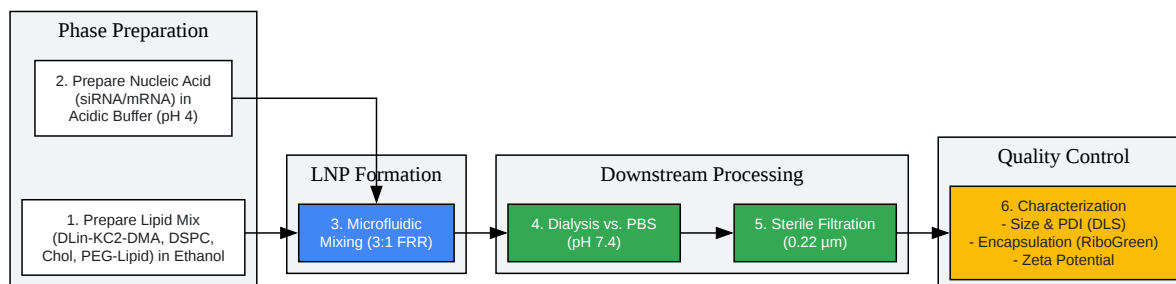 Phase Preparation
2. Prepare Nucleic Acid
(siRNA/mRNA) in
Acidic Buffer (pH 4)
1. Prepare Lipid Mix
(DLin-KC2-DMA, DSPC,
Chol, PEG-Lipid) in Ethanol
LNP Formation
3. Microfluidic
Mixing (3:1 FRR)
Downstream Processing
4. Dialysis vs. PBS
(pH 7.4)
5. Sterile Filtration
(0.22 µm)
Quality Control
6. Characterization
- Size & PDI (DLS)
- Encapsulation (RiboGreen)
- Zeta Potential